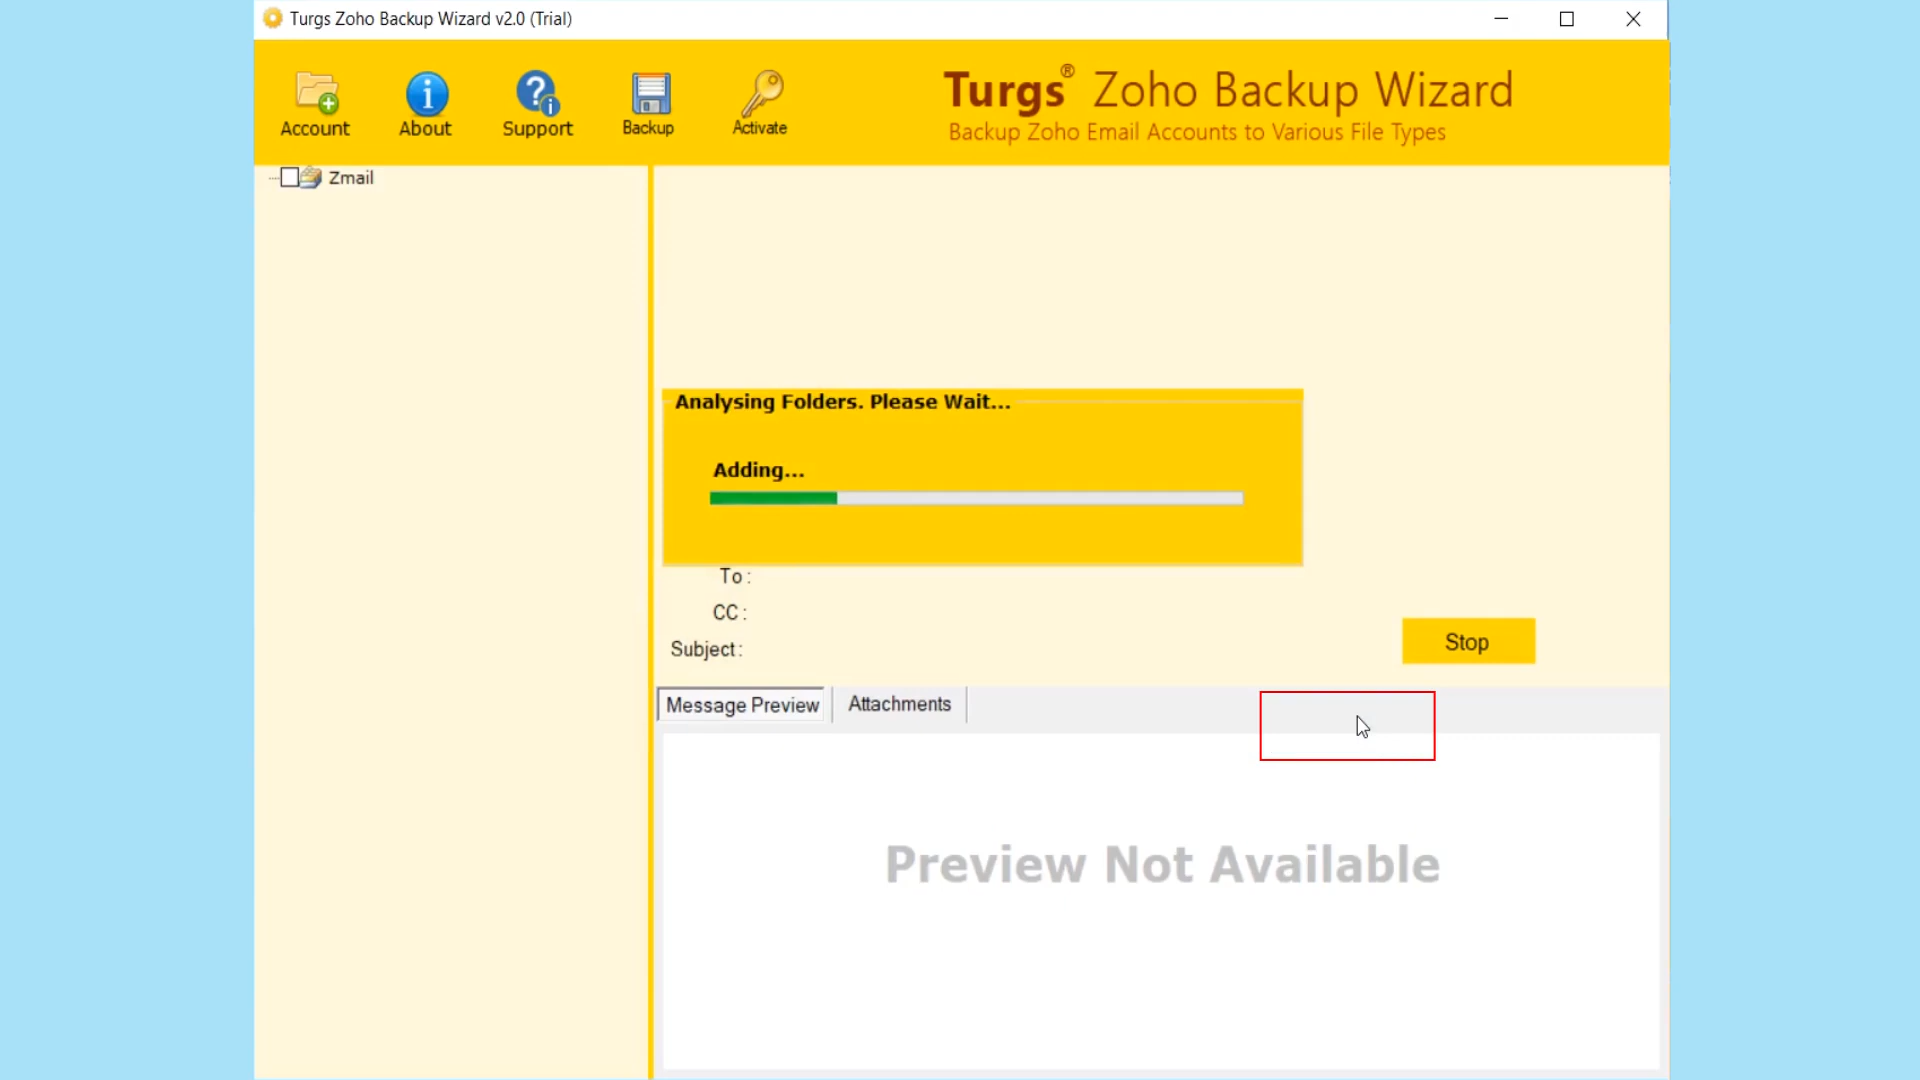 Turgs Zoho Backup Wizard v2.0 (Trial)
Account
About
Support
Backup
Activate
Turgs® Zoho Backup Wizard
Backup Zoho Email Accounts to Various File Types
Zmail
Analysing Folders. Please Wait...
Adding...
To :
CC :
Subject :
Stop
Message Preview
Attachments
Preview Not Available